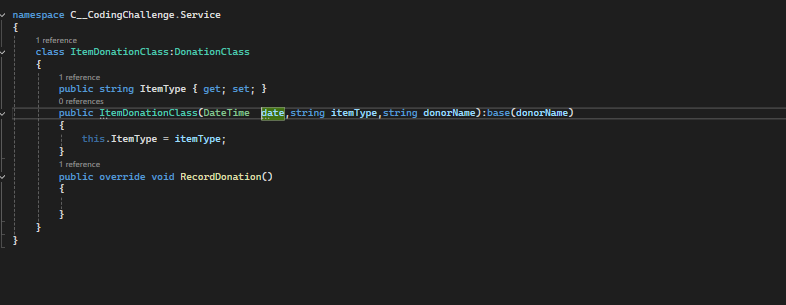 namespace C__CodingChallenge.Service
{
1 reference
class ItemDonationClass:DonationClass
{
1 reference
public string ItemType { get; set; }
0 references
public ItemDonationClass(DateTime  date,string itemType,string donorName):base(donorName)
{
this.ItemType = itemType;
}
1 reference
public override void RecordDonation()
{
}
}
}